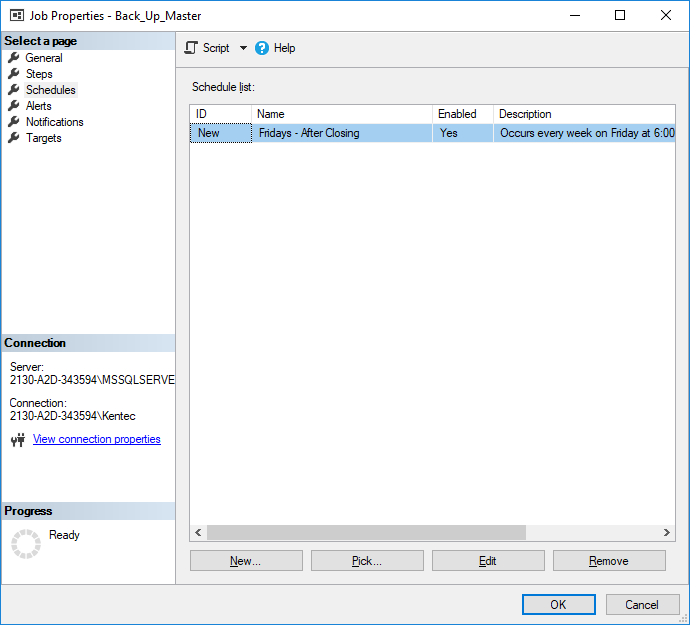 Job Properties - Back_Up_Master
Select a page
General
Steps
Schedules
Alerts
Notifications
Targets
Script
Help
Schedule list:
ID Name Enabled Description
New Fridays - After Closing Yes Occurs every week on Friday at 6:00
Connection
Server:
2130-A2D-343594\MSSQLSERVE
Connection:
2130-A2D-343594\Kentec
View connection properties
Progress
Ready
New... Pick... Edit Remove
OK Cancel